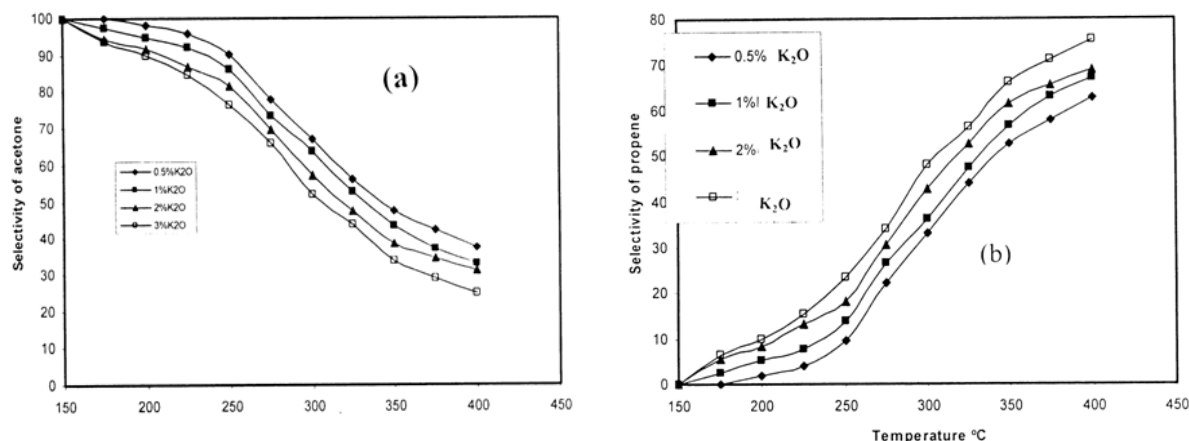 100
90
80
70
60
50
40
30
20
10
0
150 200 250 300 350 400 450
Selectivity of acetone
(a)
0.5%K2O
1%K2O
2%K2O
3%K2O
80
70
60
50
40
30
20
10
0
150 200 250 300 350 400 450
Selectivity of propene
Temperature ºC
(b)
0.5% K₂O
1% K₂O
2% K₂O
K₂O